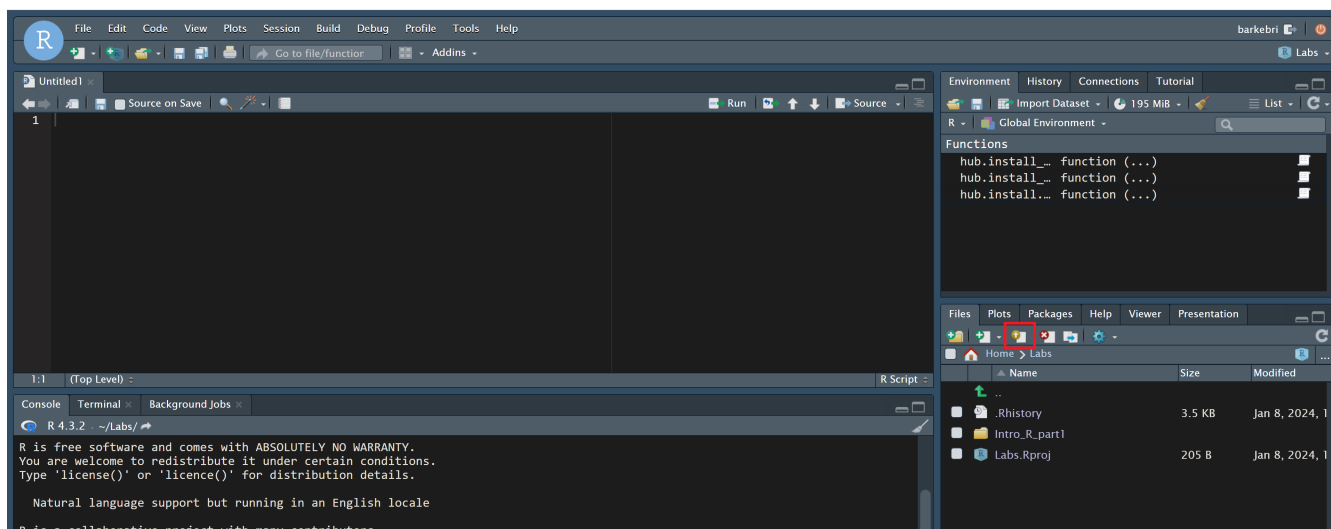 R
File Edit Code View Plots Session Build Debug Profile Tools Help
barkebri
Go to file/function
Addins
Labs
Untitled1
Source on Save
Run
Source
1
1:1 (Top Level)
R Script
Console Terminal Background Jobs
R 4.3.2 . ~/Labs/
R is free software and comes with ABSOLUTELY NO WARRANTY.
You are welcome to redistribute it under certain conditions.
Type 'license()' or 'licence()' for distribution details.
Natural language support but running in an English locale
R is a collaborative project with many contributors.
Environment History Connections Tutorial
Import Dataset 195 MiB List
R Global Environment
Functions
hub.install_… function (...)
hub.install_… function (...)
hub.install.… function (...)
Files Plots Packages Help Viewer Presentation
Home Labs
Name Size Modified
..
.Rhistory 3.5 KB Jan 8, 2024, 1
Intro_R_part1
Labs.Rproj 205 B Jan 8, 2024, 1